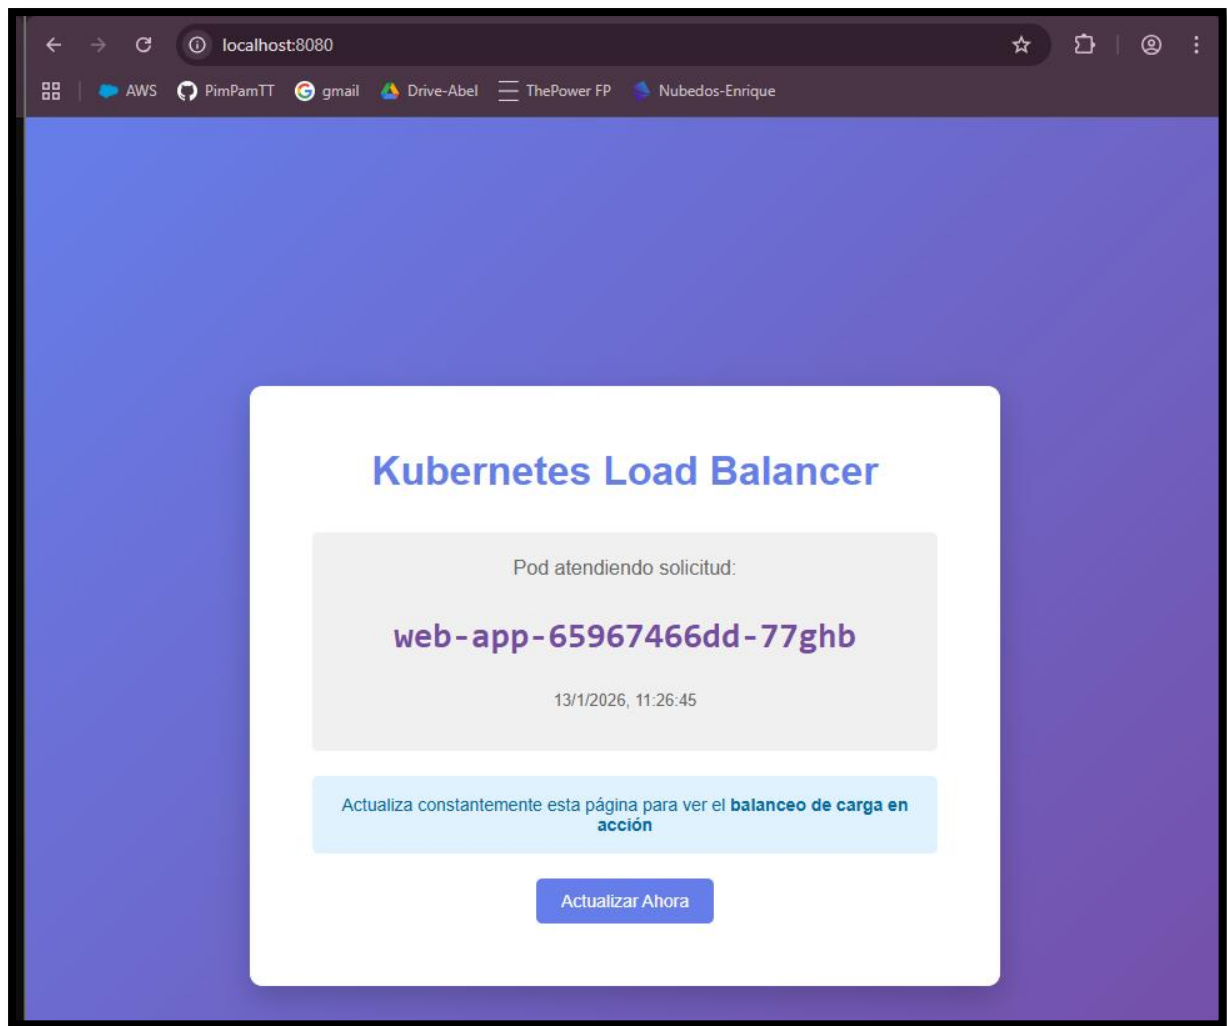 localhost:8080
AWS PimPamTT gmail Drive-Abel ThePower FP Nubedos-Enrique
Kubernetes Load Balancer
Pod atendiendo solicitud:
web-app-65967466dd-77ghb
13/1/2026, 11:26:45
Actualiza constantemente esta página para ver el balanceo de carga en
acción
Actualizar Ahora